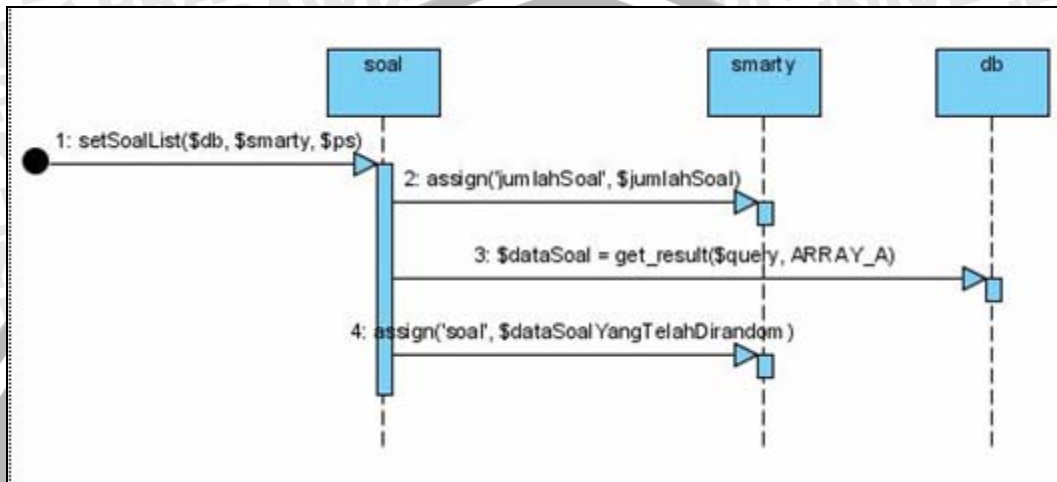 soal
smarty
db
1: setSoalList($db, $smarty, $ps)
2: assign('jumlahSoal', $jumlahSoal)
3: $dataSoal = get_result($query, ARRAY_A)
4: assign('soal', $dataSoalYangTelahDirandom)